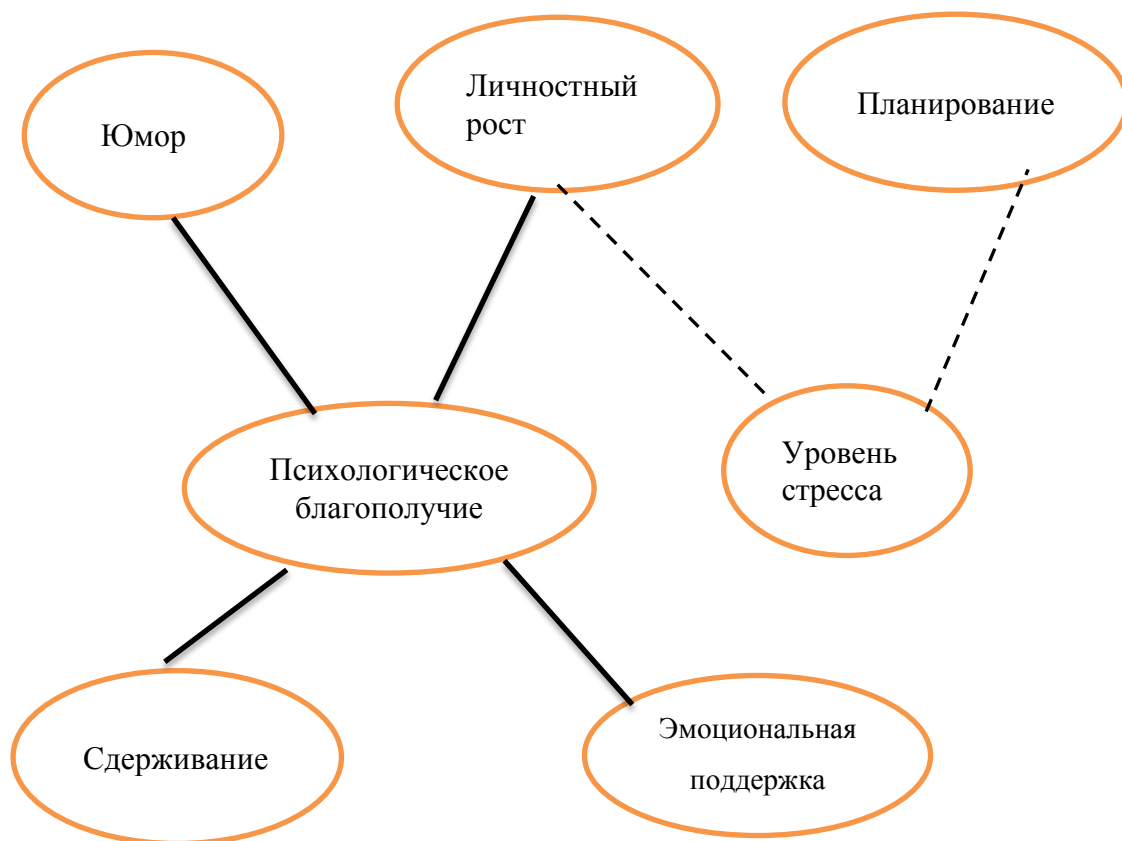 Юмор
Личностный
рост
Планирование
Психологическое
благополучие
Уровень
стресса
Сдерживание
Эмоциональная
поддержка